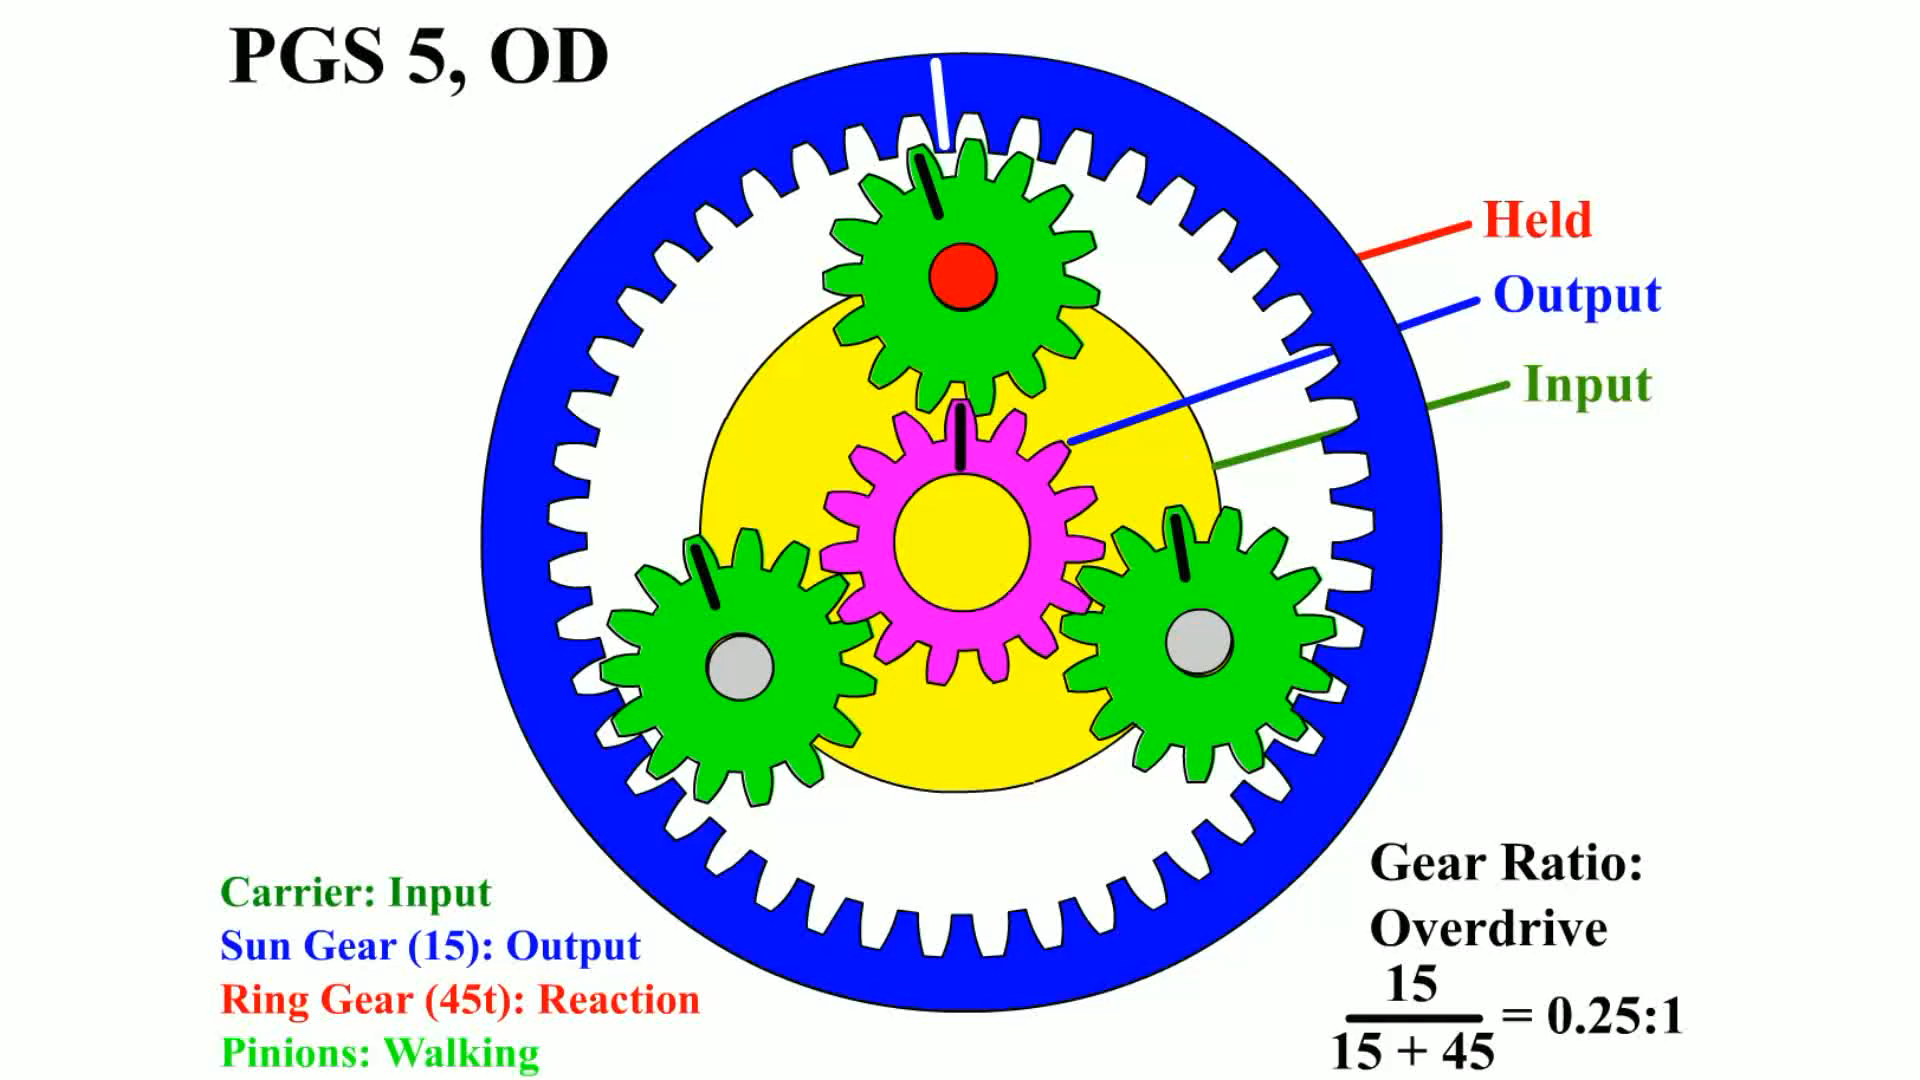 PGS 5, OD
Held
Output
Input
Carrier: Input
Sun Gear (15): Output
Ring Gear (45t): Reaction
Pinions: Walking
Gear Ratio:
Overdrive
15
15 + 45
= 0.25:1